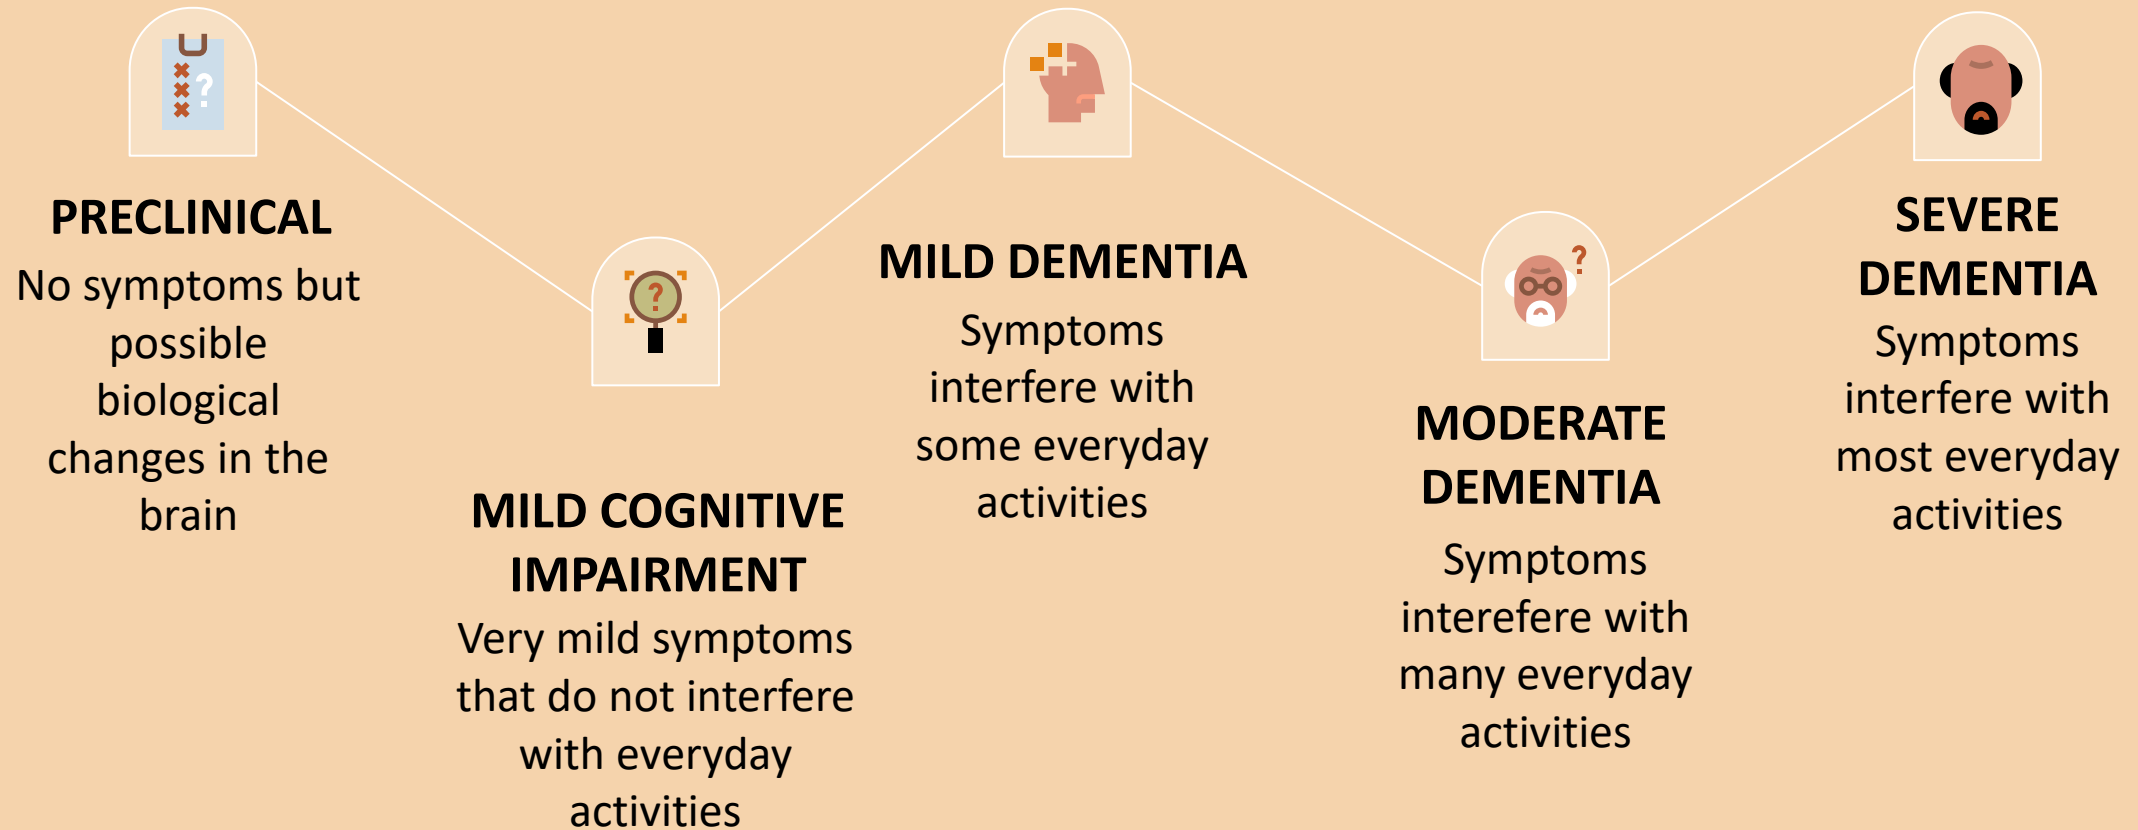 PRECLINICAL
No symptoms but
possible
biological
changes in the
brain
MILD COGNITIVE
IMPAIRMENT
Very mild symptoms
that do not interfere
with everyday
activities
MILD DEMENTIA
Symptoms
interfere with
some everyday
activities
MODERATE
DEMENTIA
Symptoms
interefere with
many everyday
activities
SEVERE
DEMENTIA
Symptoms
interfere with
most everyday
activities